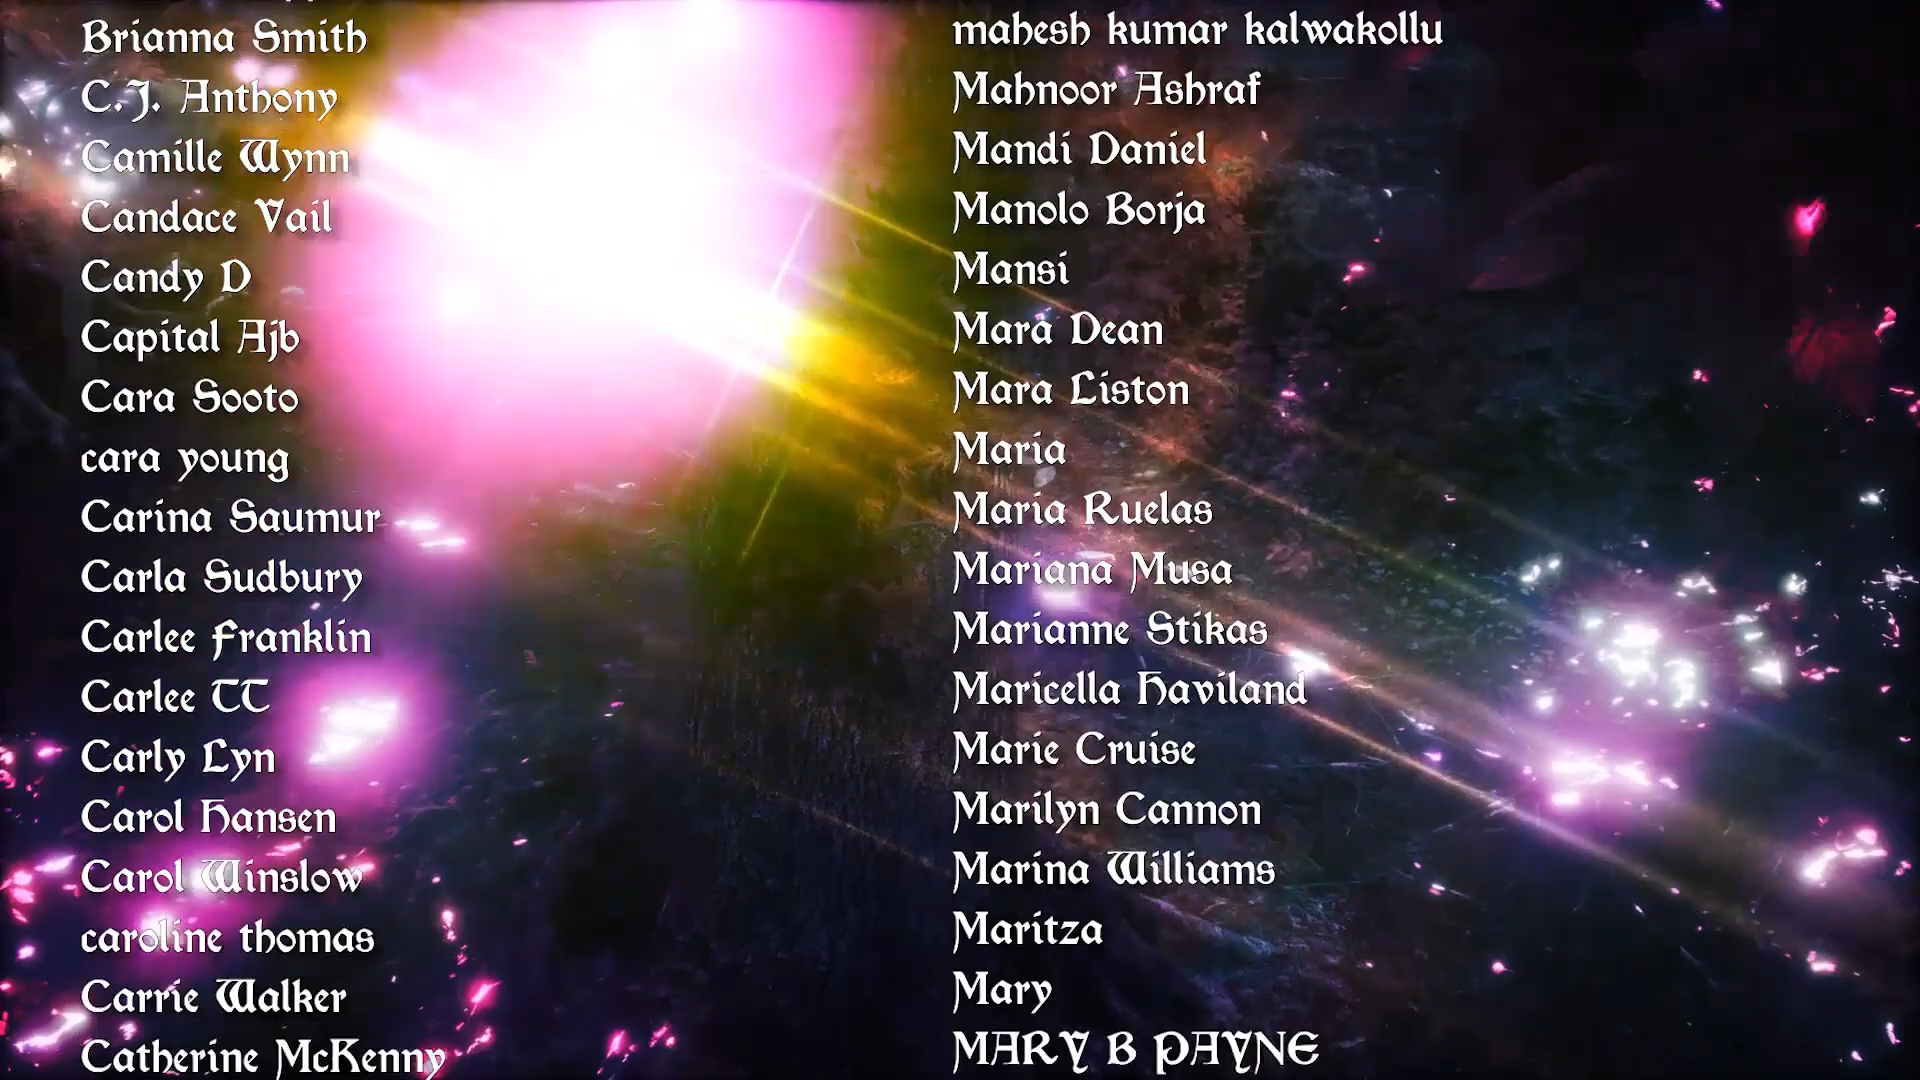 Brianna Smith
C.J. Anthony
Camille Wynn
Candace Vail
Candy D
Capital Ajb
Cara Sooto
cara young
Carina Saumur
Carla Sudbury
Carlee Franklin
Carlee TT
Carly Lyn
Carol Hansen
Carol Winslow
caroline thomas
Carrie Walker
Catherine McKenny
mahesh kumar kalwakollu
Mahnoor Ashraf
Mandi Daniel
Manolo Borja
Mansi
Mara Dean
Mara Liston
Maria
Maria Ruelas
Mariana Musa
Marianne Stikas
Maricella Haviland
Marie Cruise
Marilyn Cannon
Marina Williams
Maritza
Mary
MARY B PAYNE